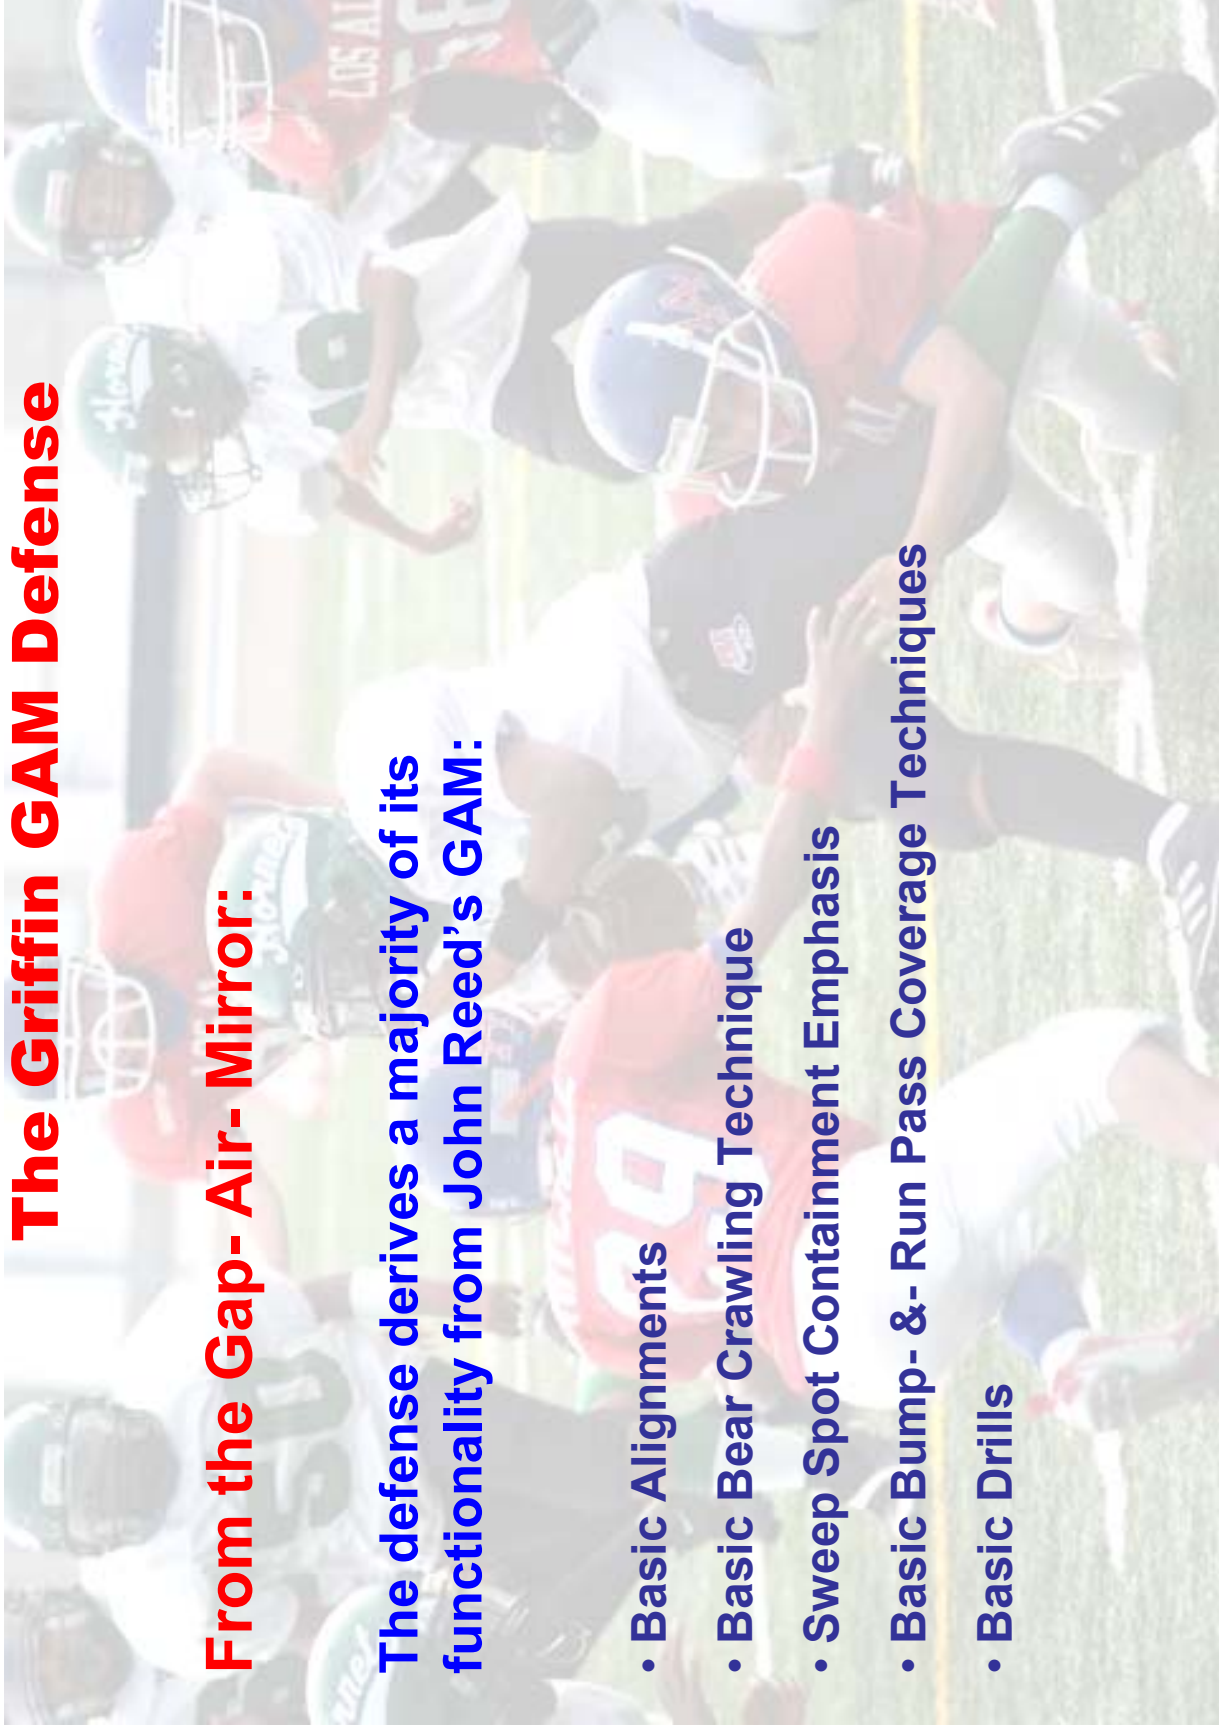 The Griffin GAM Defense
From the Gap- Air- Mirror:
The defense derives a majority of its
functionality from John Reed’s GAM:
• Basic Alignments
• Basic Bear Crawling Technique
• Sweep Spot Containment Emphasis
• Basic Bump- &- Run Pass Coverage Techniques
• Basic Drills
LOS AL